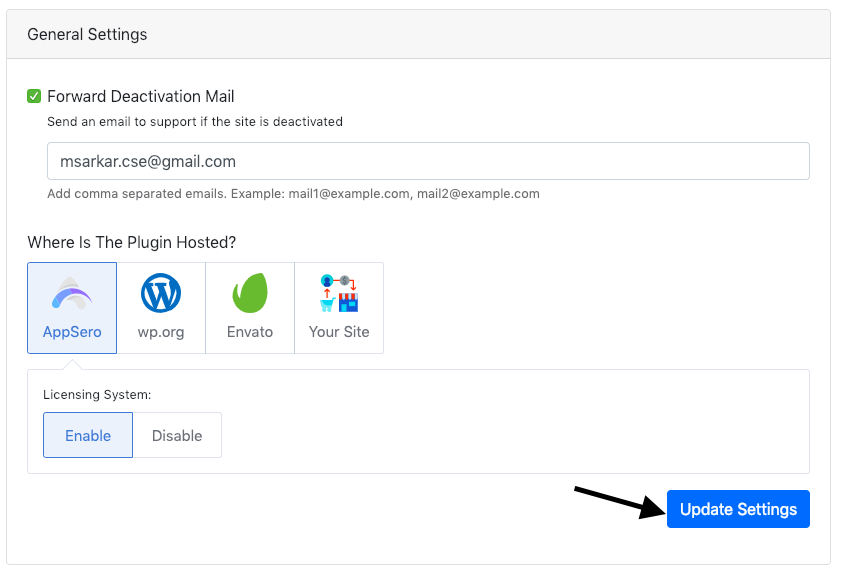 General Settings
Forward Deactivation Mail
Send an email to support if the site is deactivated
msarkar.cse@gmail.com
Add comma separated emails. Example: mail1@example.com, mail2@example.com
Where Is The Plugin Hosted?
AppSero wp.org Envato Your Site
Licensing System:
Enable Disable
Update Settings